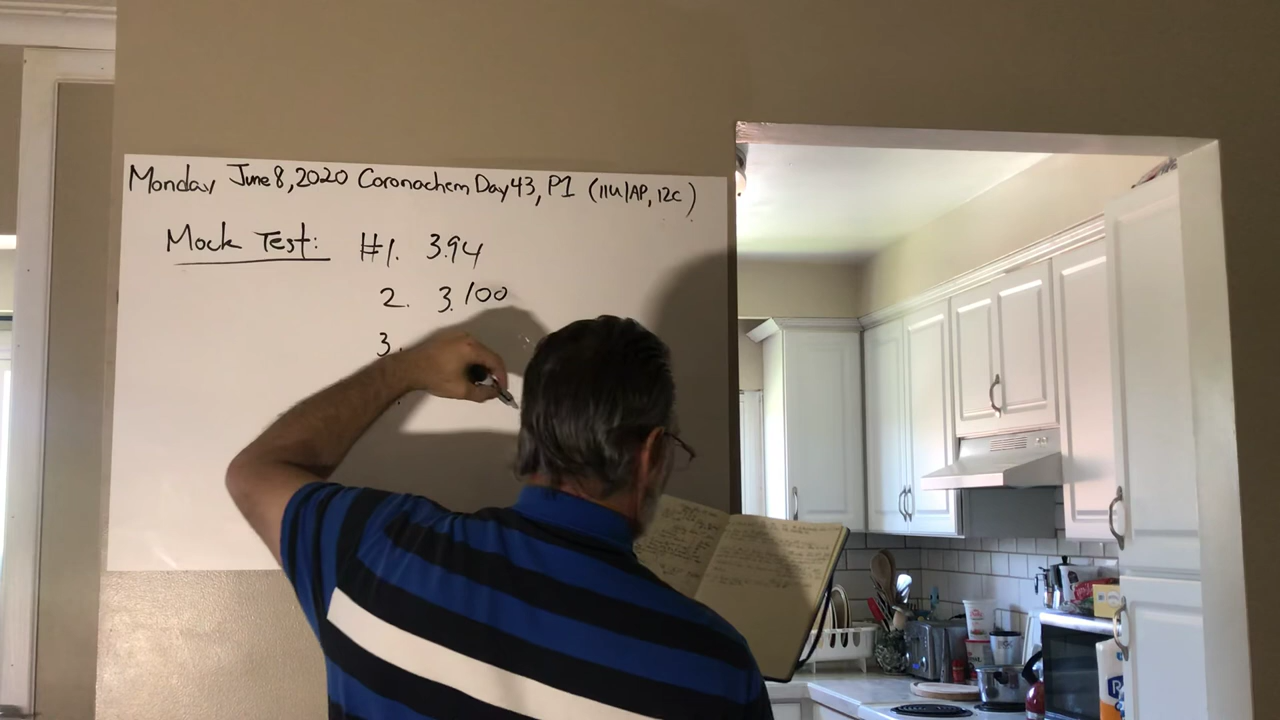 Monday June 8, 2020 Coronachem Day 43, P1 (11U/AP, 12C)
Mock Test: #1. 3.94
2. 3.100
3.